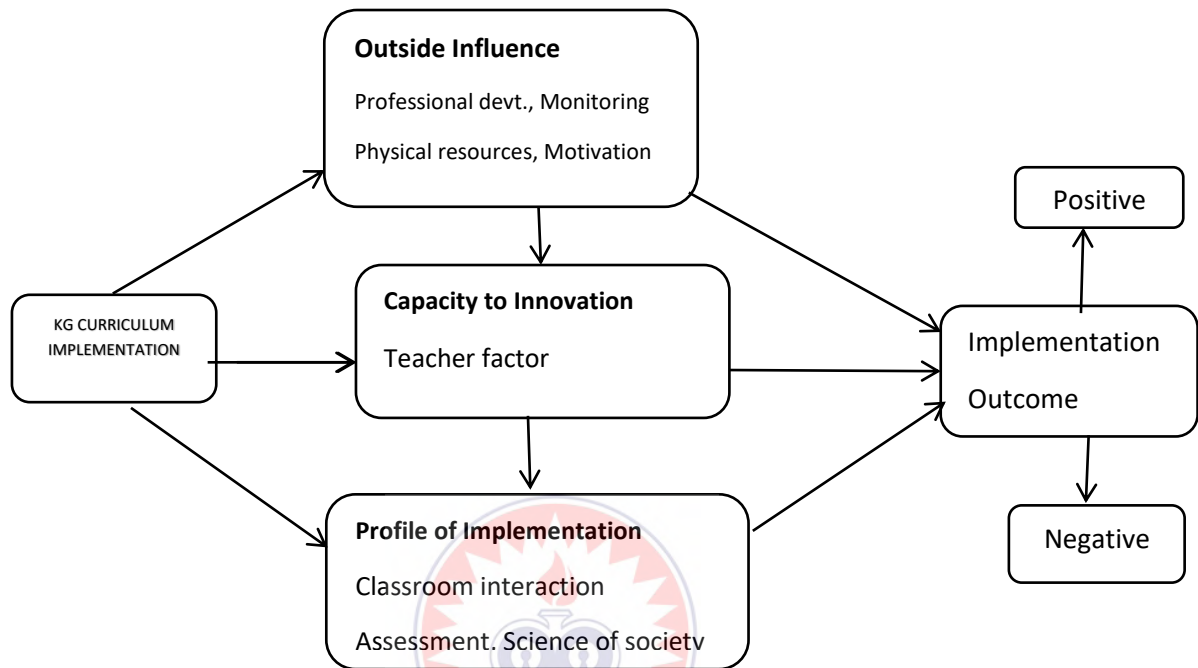 Outside Influence
Professional devt., Monitoring
Physical resources, Motivation
Positive
Capacity to Innovation
Teacher factor
KG CURRICULUM
IMPLEMENTATION
Implementation
Outcome
Profile of Implementation
Classroom interaction
Assessment. Science of society
Negative